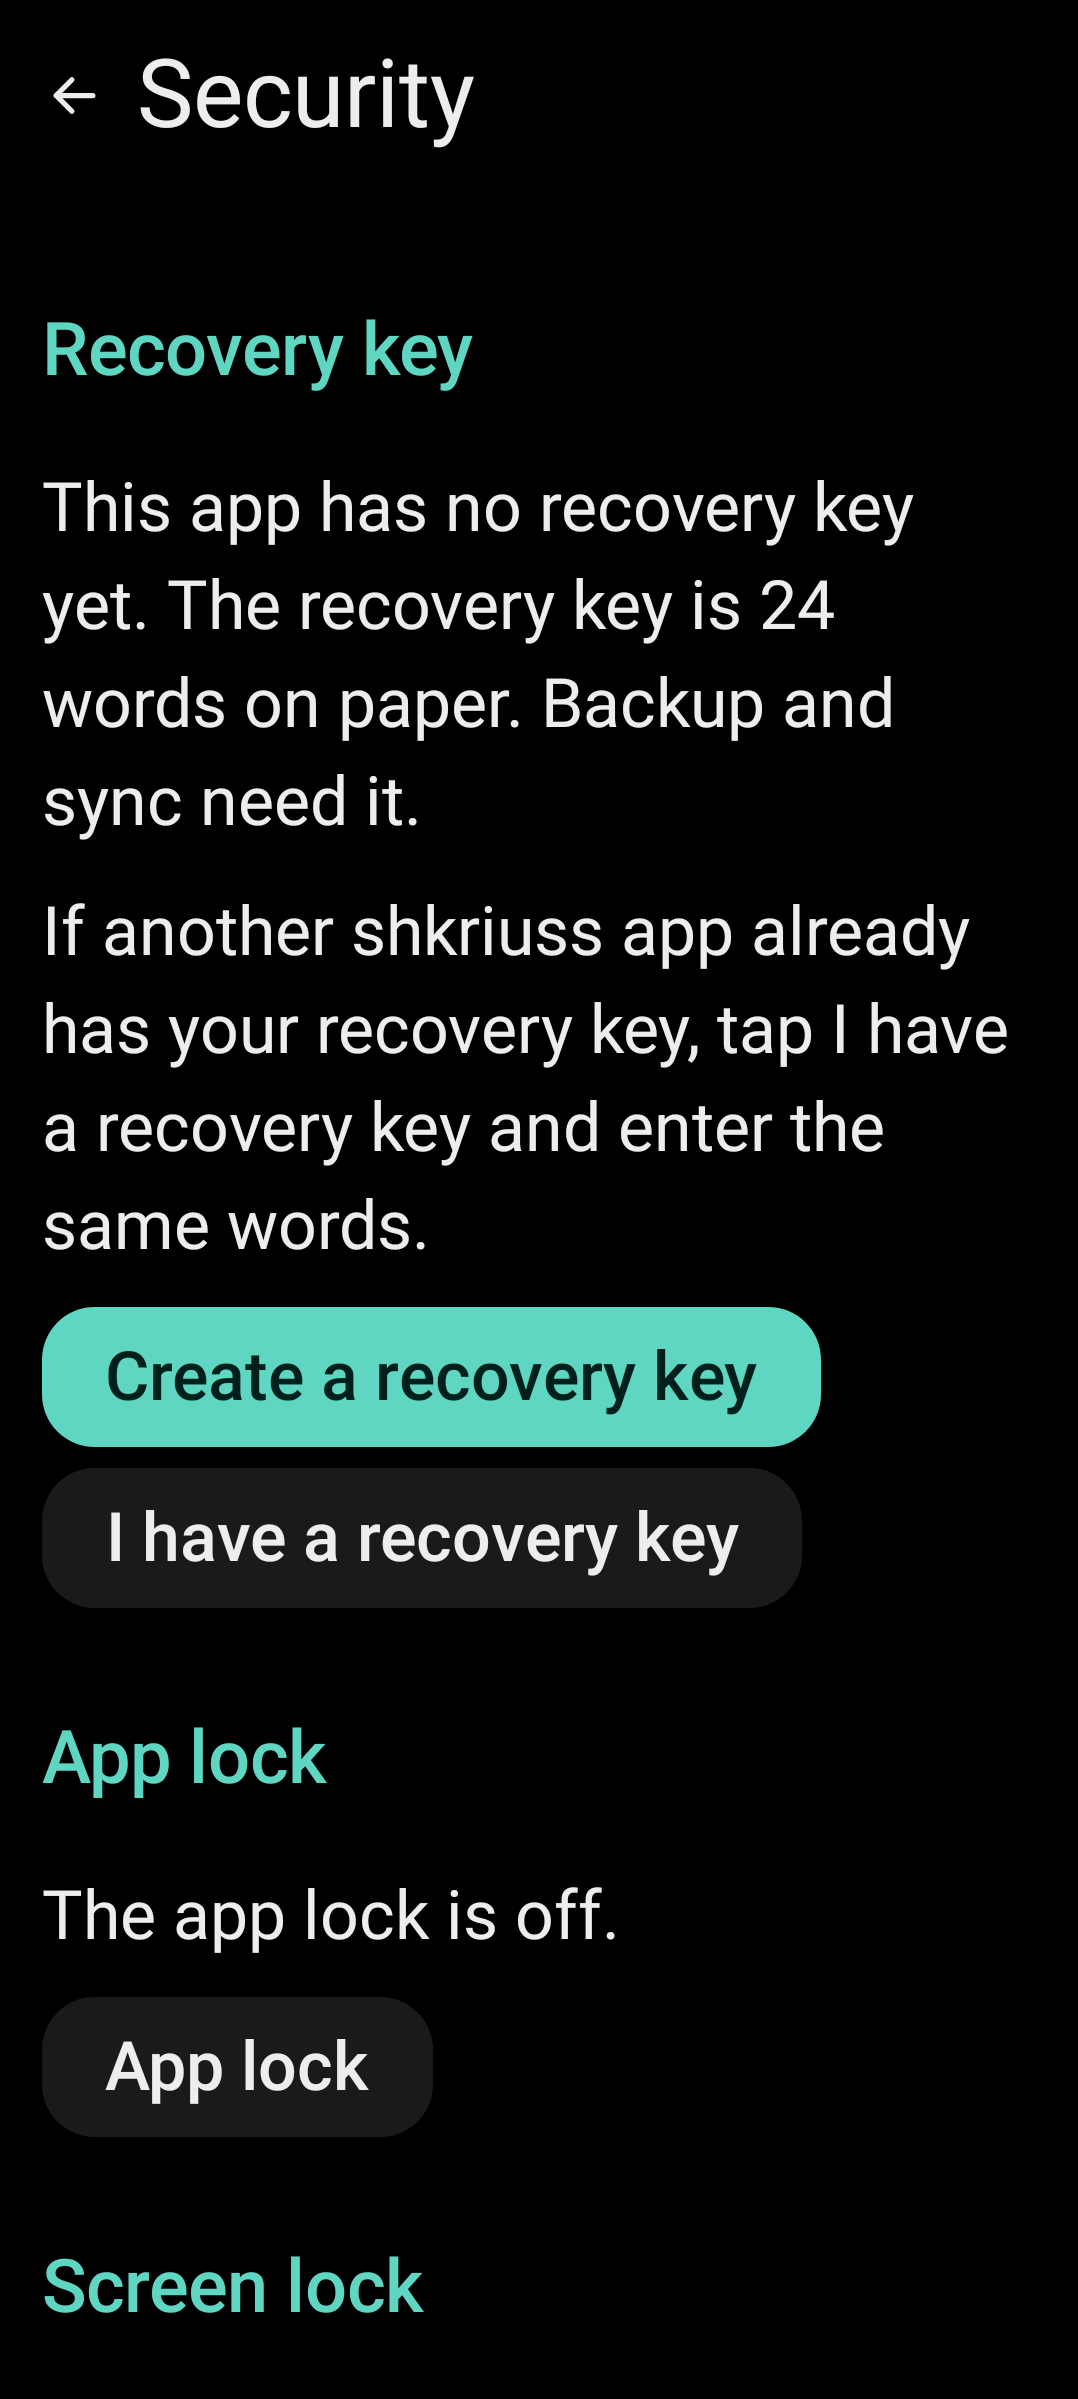 Security
Recovery key
This app has no recovery key
yet. The recovery key is 24
words on paper. Backup and
sync need it.
If another shkriuss app already
has your recovery key, tap I have
a recovery key and enter the
same words.
Create a recovery key
I have a recovery key
App lock
The app lock is off.
App lock
Screen lock